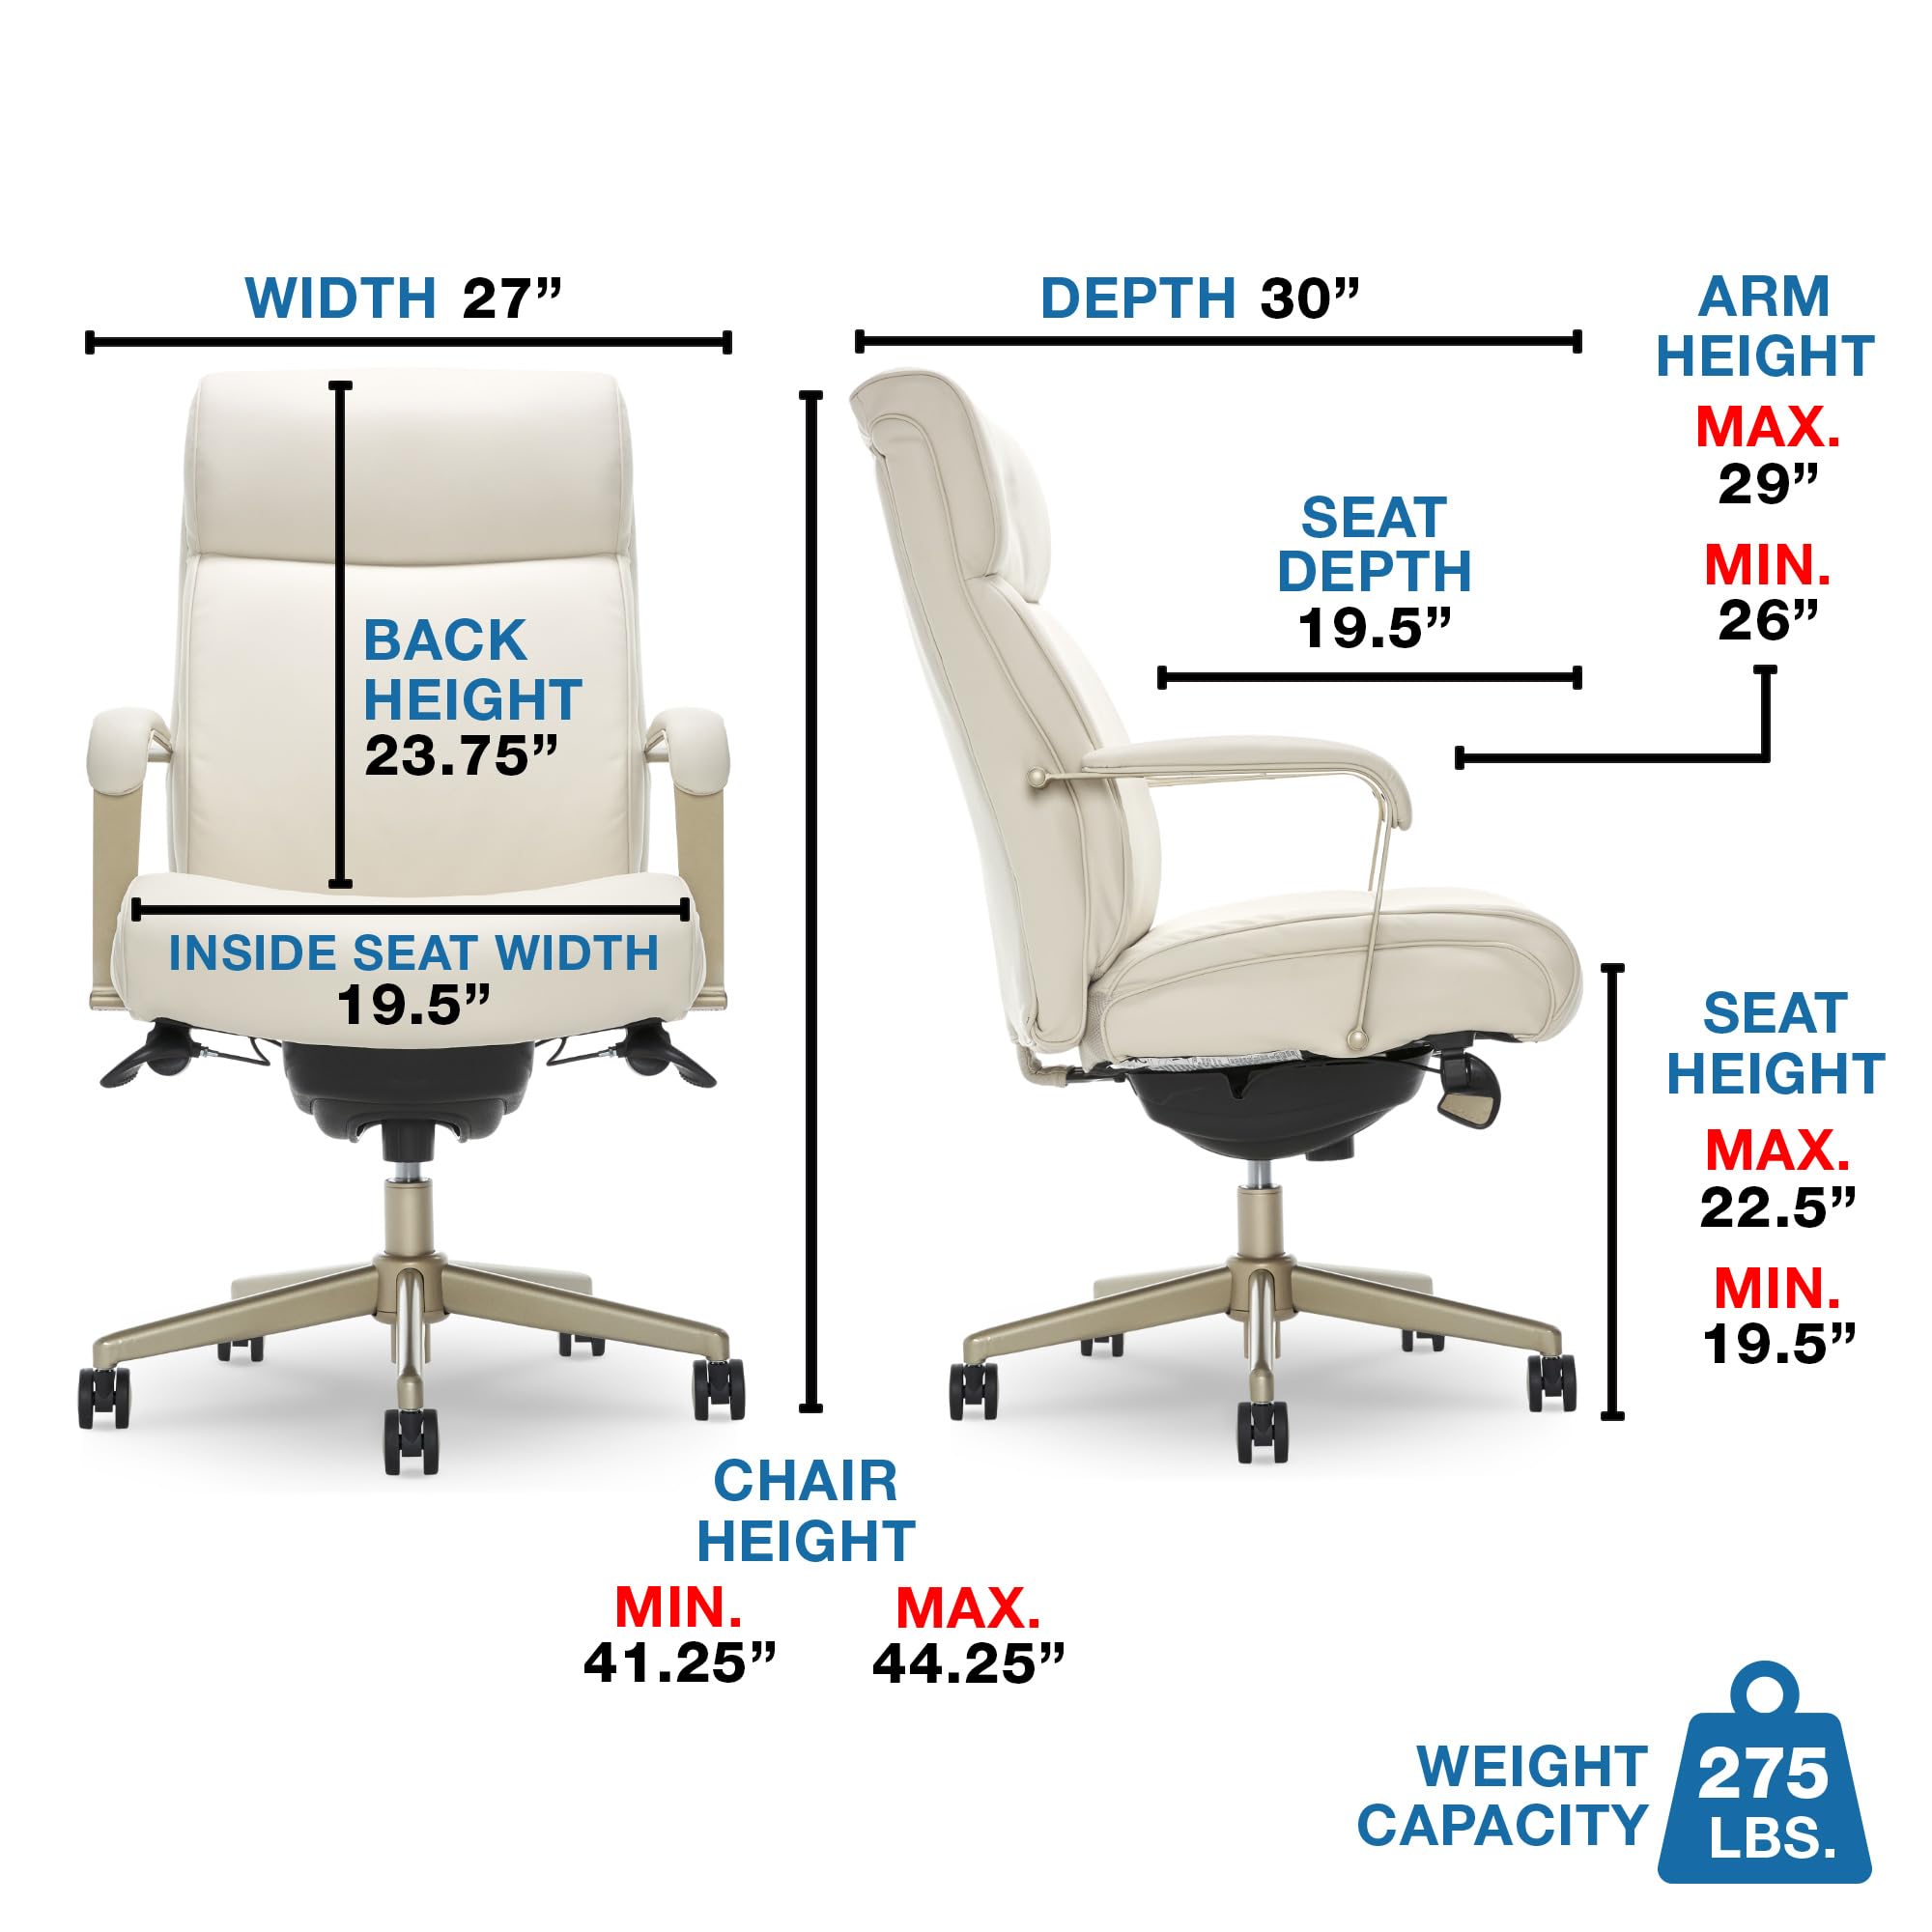 WIDTH 27”
DEPTH 30”
ARM
HEIGHT
MAX.
29”
MIN.
26”
SEAT
DEPTH
19.5”
BACK
HEIGHT
23.75”
INSIDE SEAT WIDTH
19.5”
SEAT
HEIGHT
MAX.
22.5”
MIN.
19.5”
CHAIR
HEIGHT
MIN.
41.25”
MAX.
44.25”
WEIGHT
CAPACITY
275
LBS.